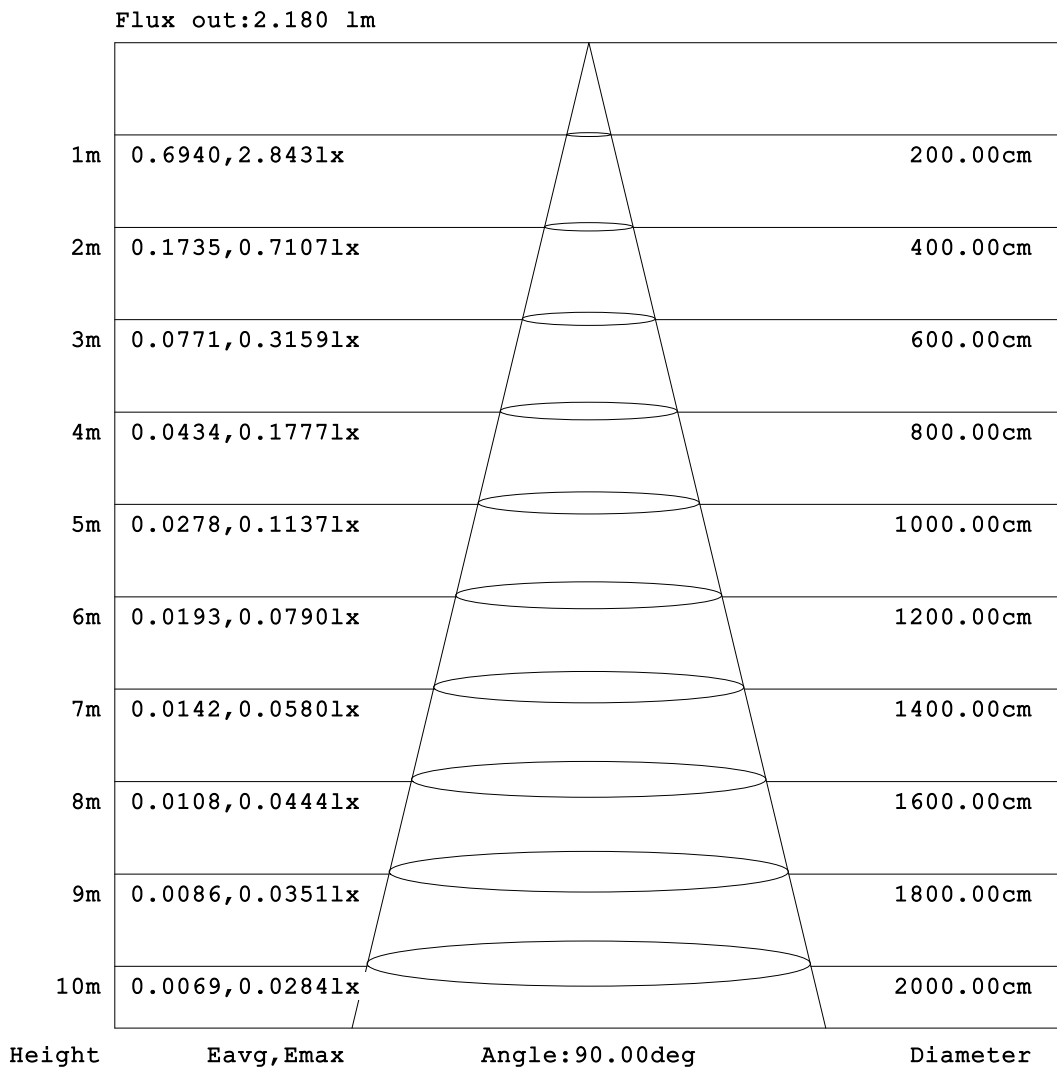 Flux out:2.180 lm
1m 0.6940,2.843lx 200.00cm
2m 0.1735,0.7107lx 400.00cm
3m 0.0771,0.3159lx 600.00cm
4m 0.0434,0.1777lx 800.00cm
5m 0.0278,0.1137lx 1000.00cm
6m 0.0193,0.0790lx 1200.00cm
7m 0.0142,0.0580lx 1400.00cm
8m 0.0108,0.0444lx 1600.00cm
9m 0.0086,0.0351lx 1800.00cm
10m 0.0069,0.0284lx 2000.00cm
Height Eavg,Emax Angle:90.00deg Diameter